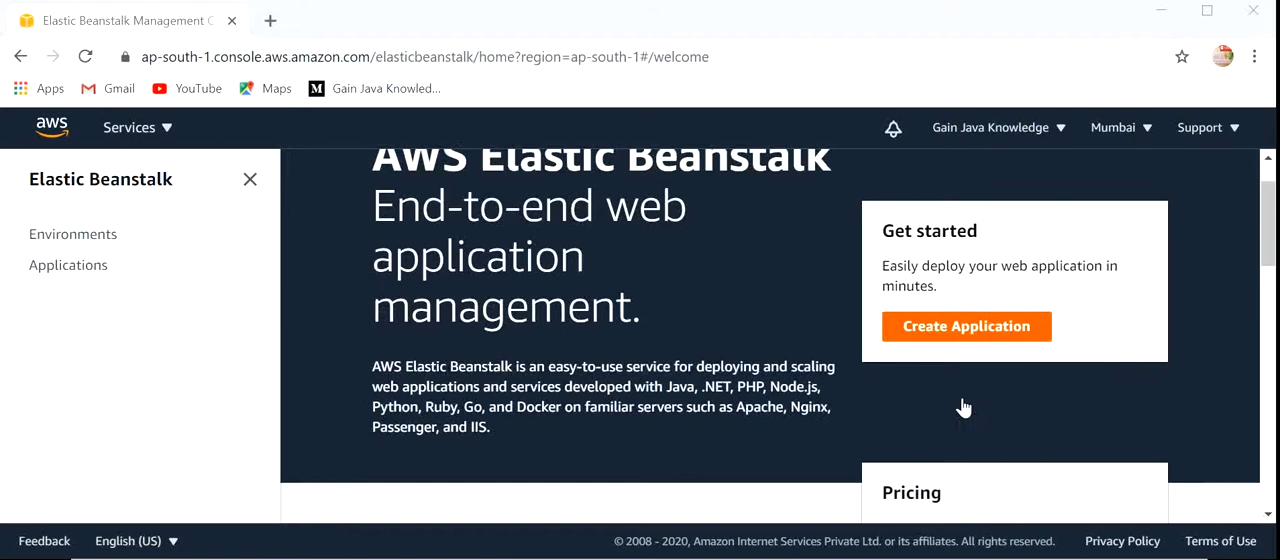 Elastic Beanstalk Management C
ap-south-1.console.aws.amazon.com/elasticbeanstalk/home?region=ap-south-1#/welcome
Apps Gmail YouTube Maps M Gain Java Knowled...
aws Services Gain Java Knowledge Mumbai Support
Elastic Beanstalk
Environments
Applications
AWS Elastic Beanstalk
End-to-end web
application
management.
AWS Elastic Beanstalk is an easy-to-use service for deploying and scaling
web applications and services developed with Java, .NET, PHP, Node.js,
Python, Ruby, Go, and Docker on familiar servers such as Apache, Nginx,
Passenger, and IIS.
Get started
Easily deploy your web application in
minutes.
Create Application
Pricing
Feedback English (US) © 2008 - 2020, Amazon Internet Services Private Ltd. or its affiliates. All rights reserved. Privacy Policy Terms of Use